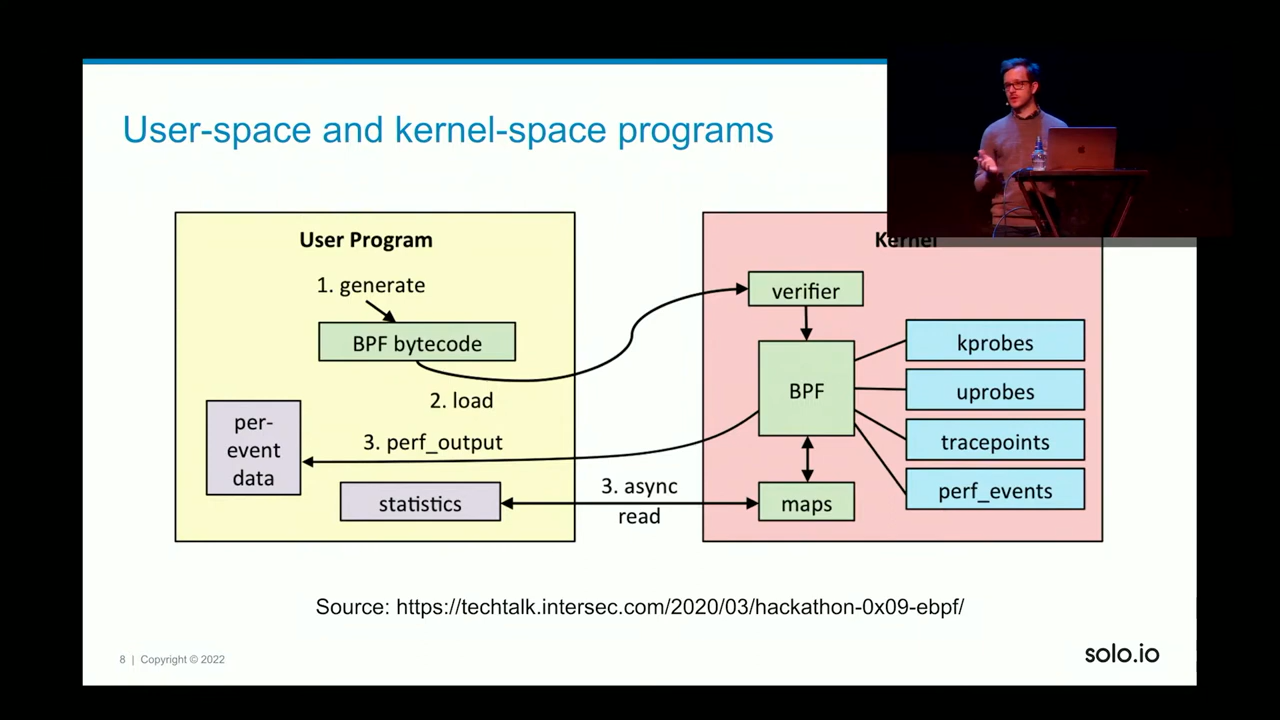 User-space and kernel-space programs
User Program
1. generate
BPF bytecode
2. load
per-
event
data
3. perf_output
statistics
3. async
read
Kernel
verifier
BPF
maps
kprobes
uprobes
tracepoints
perf_events
Source: https://techtalk.intersec.com/2020/03/hackathon-0x09-ebpf/
8 | Copyright © 2022
solo.io